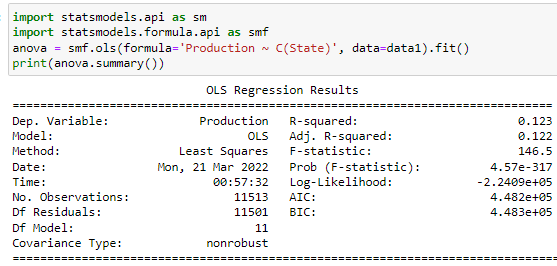 import statsmodels.api as sm
import statsmodels.formula.api as smf
anova = smf.ols(formula='Production ~ C(State)', data=data1).fit()
print(anova.summary())
                            OLS Regression Results
==============================================================================
Dep. Variable:             Production   R-squared:                       0.123
Model:                            OLS   Adj. R-squared:                  0.122
Method:                 Least Squares   F-statistic:                     146.5
Date:                Mon, 21 Mar 2022   Prob (F-statistic):          4.57e-317
Time:                        00:57:32   Log-Likelihood:            -2.2409e+05
No. Observations:               11513   AIC:                         4.482e+05
Df Residuals:                   11501   BIC:                         4.483e+05
Df Model:                          11
Covariance Type:            nonrobust
==============================================================================